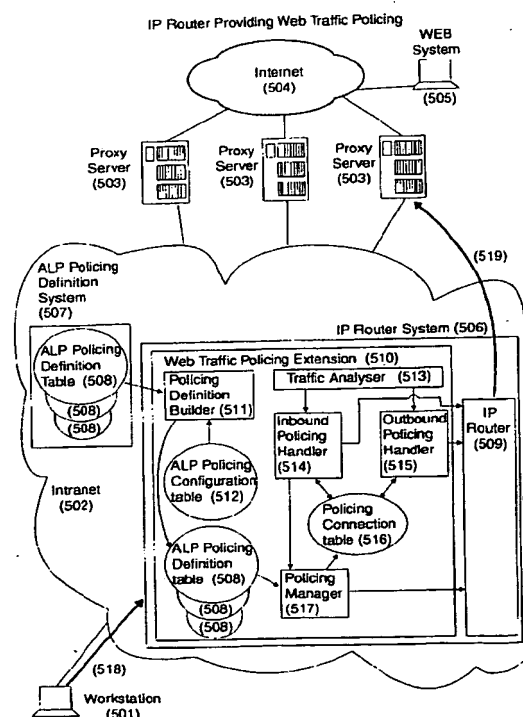 IP Router Providing Web Traffic Policing
WEB
System
(505)
Internet
(504)
Proxy
Server
(503)
Proxy
Server
(503)
Proxy
Server
(503)
(519)
ALP Policing
Definition
System
(507)
IP Router System (506)
ALP Policing
Definition
Table (508)
(508)
(508)
Web Traffic Policing Extension (510)
Traffic Analyser (513)
Policing
Definition
Builder (511)
Inbound
Policing
Handler
(514)
Outbound
Policing
Handler
(515)
IP
Router
(509)
ALP Policing
Configuration
table (512)
Intranet
(502)
Policing
Connection
table (516)
ALP Policing
Definition
table (508)
(508)
(508)
Policing
Manager
(517)
(518)
Workstation
(501)